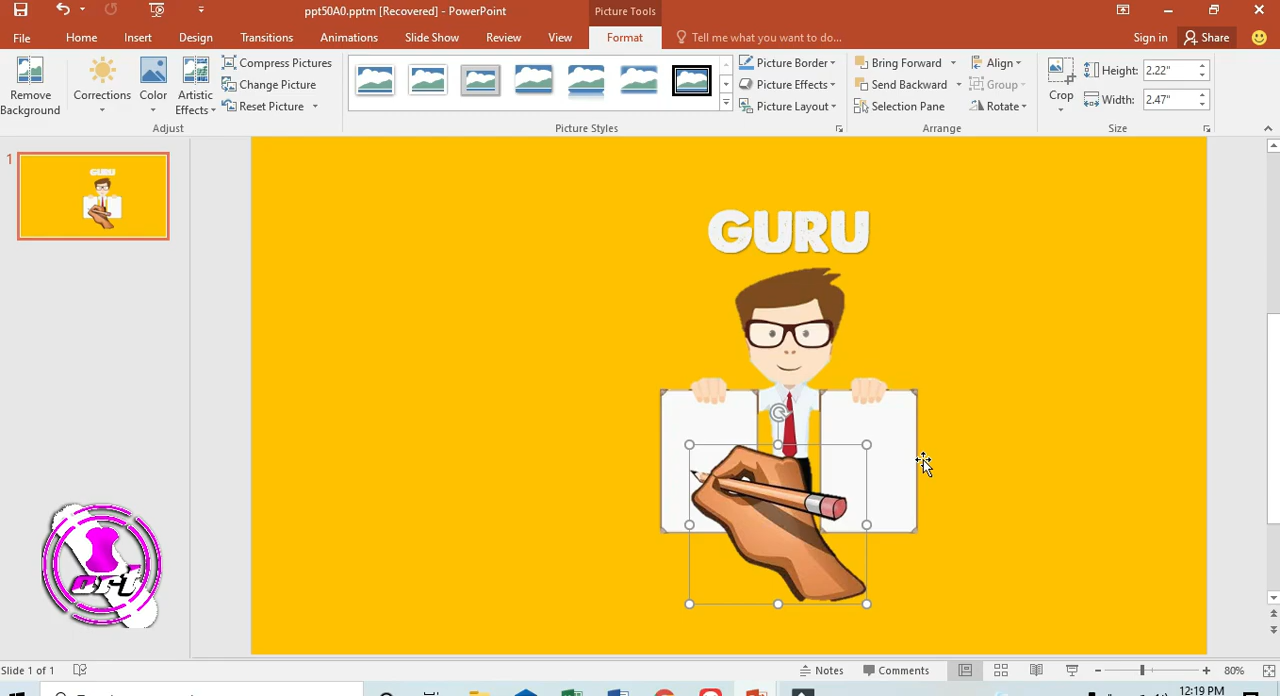 ppt50A0.pptm [Recovered] - PowerPoint
Picture Tools
File
Home
Insert
Design
Transitions
Animations
Slide Show
Review
View
Format
Tell me what you want to do...
Sign in
Share
Remove Background
Corrections
Color
Artistic Effects
Compress Pictures
Change Picture
Reset Picture
Adjust
Picture Styles
Picture Border
Picture Effects
Picture Layout
Bring Forward
Send Backward
Selection Pane
Align
Group
Rotate
Arrange
Crop
Height: 2.22"
Width: 2.47"
Size
1
GURU
GURU
art
Slide 1 of 1
Notes
Comments
80%
12:19 PM